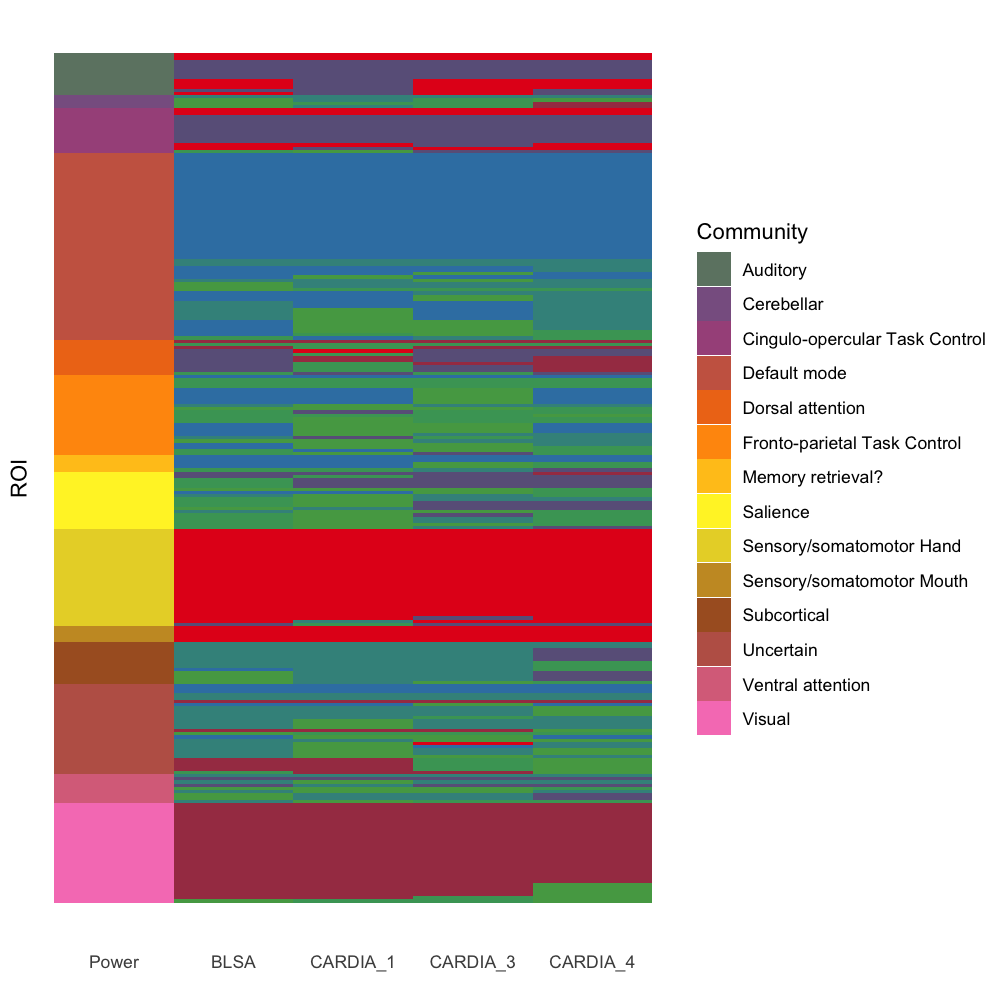 Community
Auditory
Cerebellar
Cingulo-opercular Task Control
Default mode
Dorsal attention
Fronto-parietal Task Control
Memory retrieval?
Salience
Sensory/somatomotor Hand
Sensory/somatomotor Mouth
Subcortical
Uncertain
Ventral attention
Visual
ROI
Power BLSA CARDIA_1 CARDIA_3 CARDIA_4